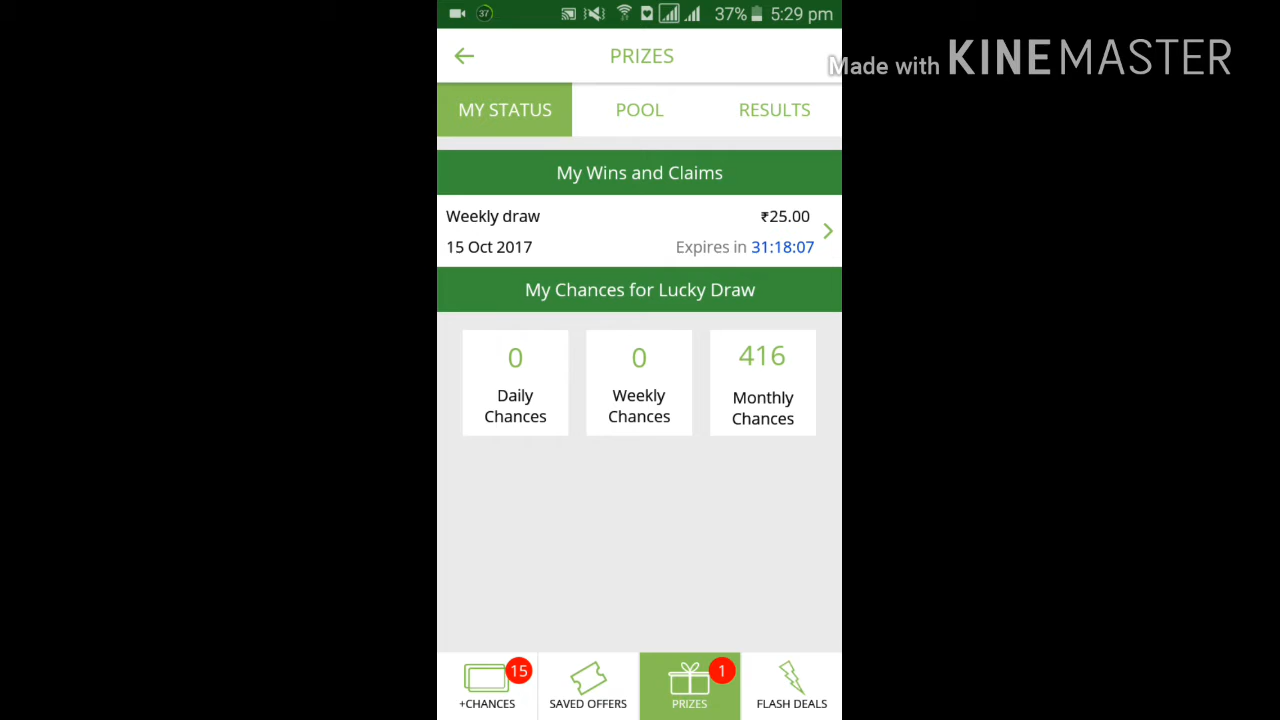 37 37% 5:29 pm
PRIZES
Made with KINEMASTER
MY STATUS POOL RESULTS
My Wins and Claims
Weekly draw ₹25.00
15 Oct 2017 Expires in 31:18:07
My Chances for Lucky Draw
0 0 416
Daily Weekly Monthly
Chances Chances Chances
15 1
+CHANCES SAVED OFFERS PRIZES FLASH DEALS